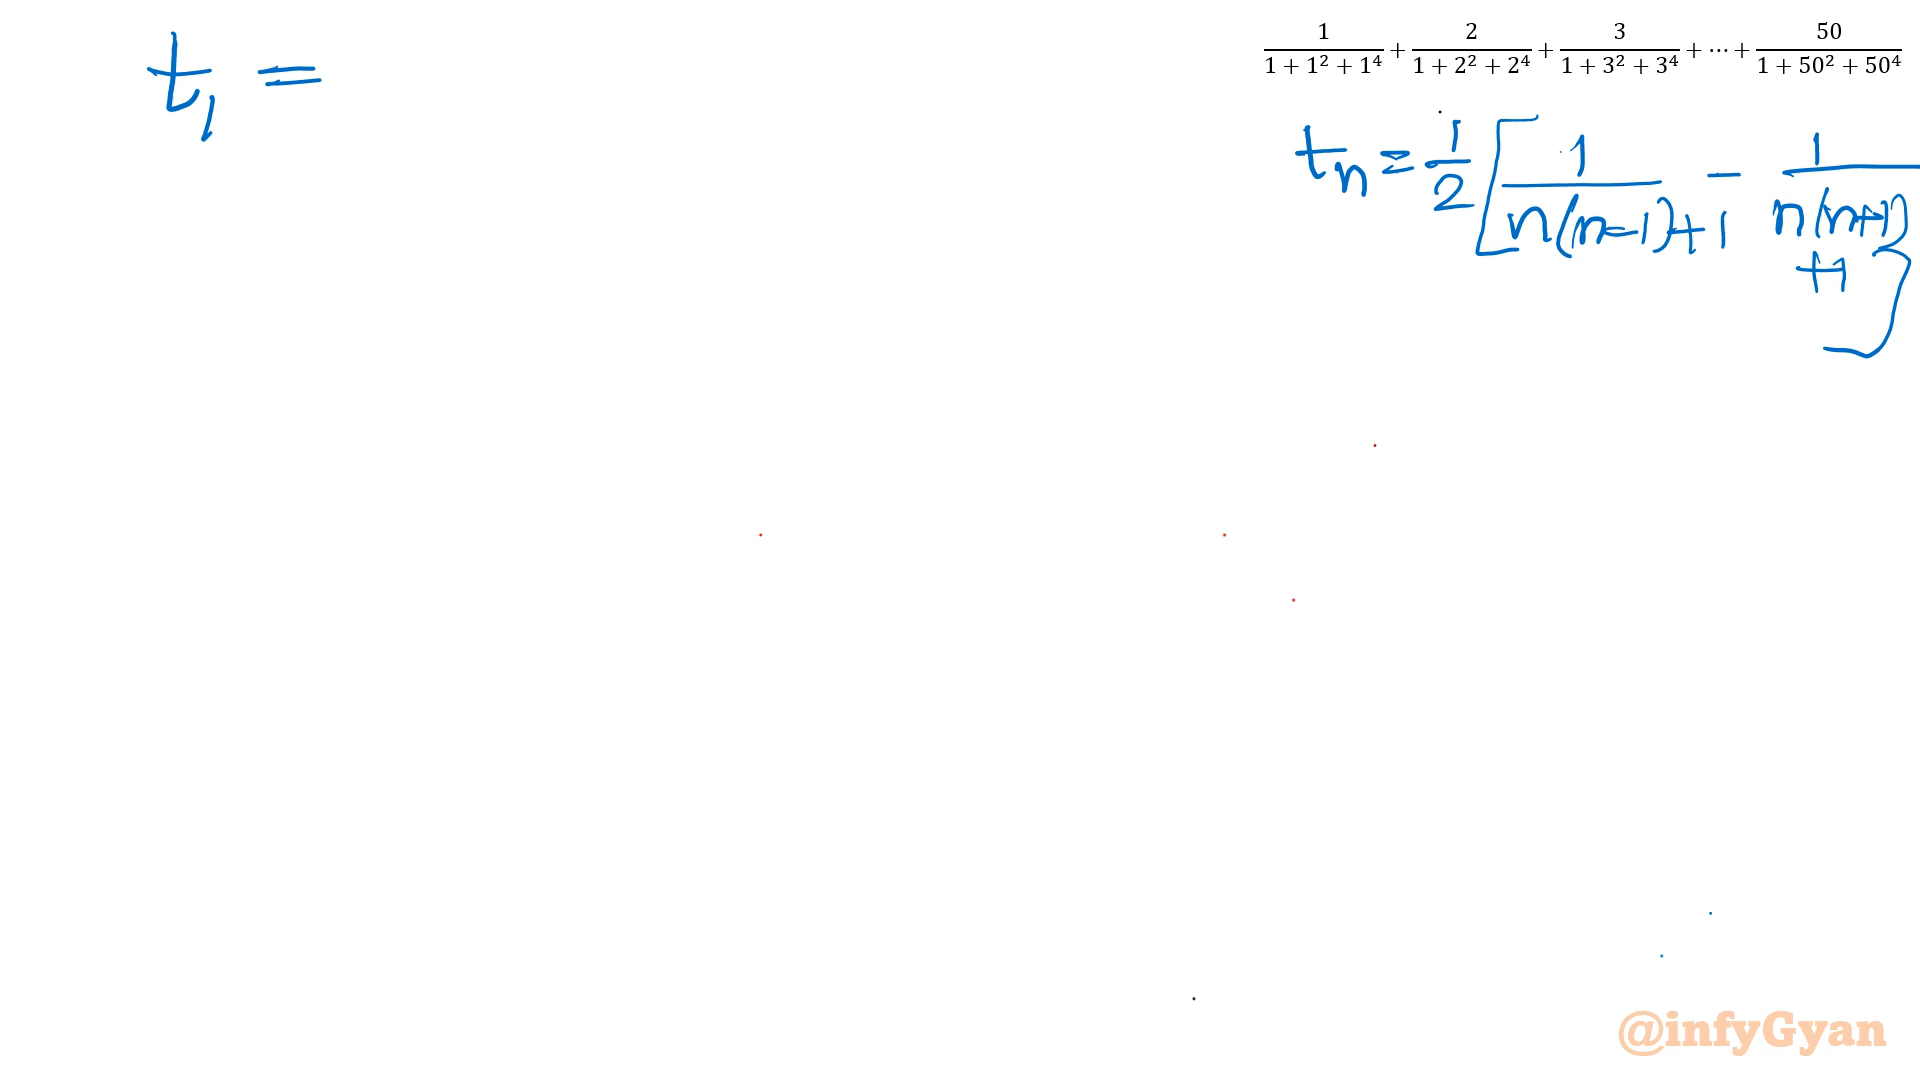 t₁ =
1/(1 + 1² + 1⁴) + 2/(1 + 2² + 2⁴) + 3/(1 + 3² + 3⁴) + ⋯ + 50/(1 + 50² + 50⁴)
tn = 1/2 [ 1/(n(n-1)+1) - 1/(n(n+1)+1) ]
@infyGyan